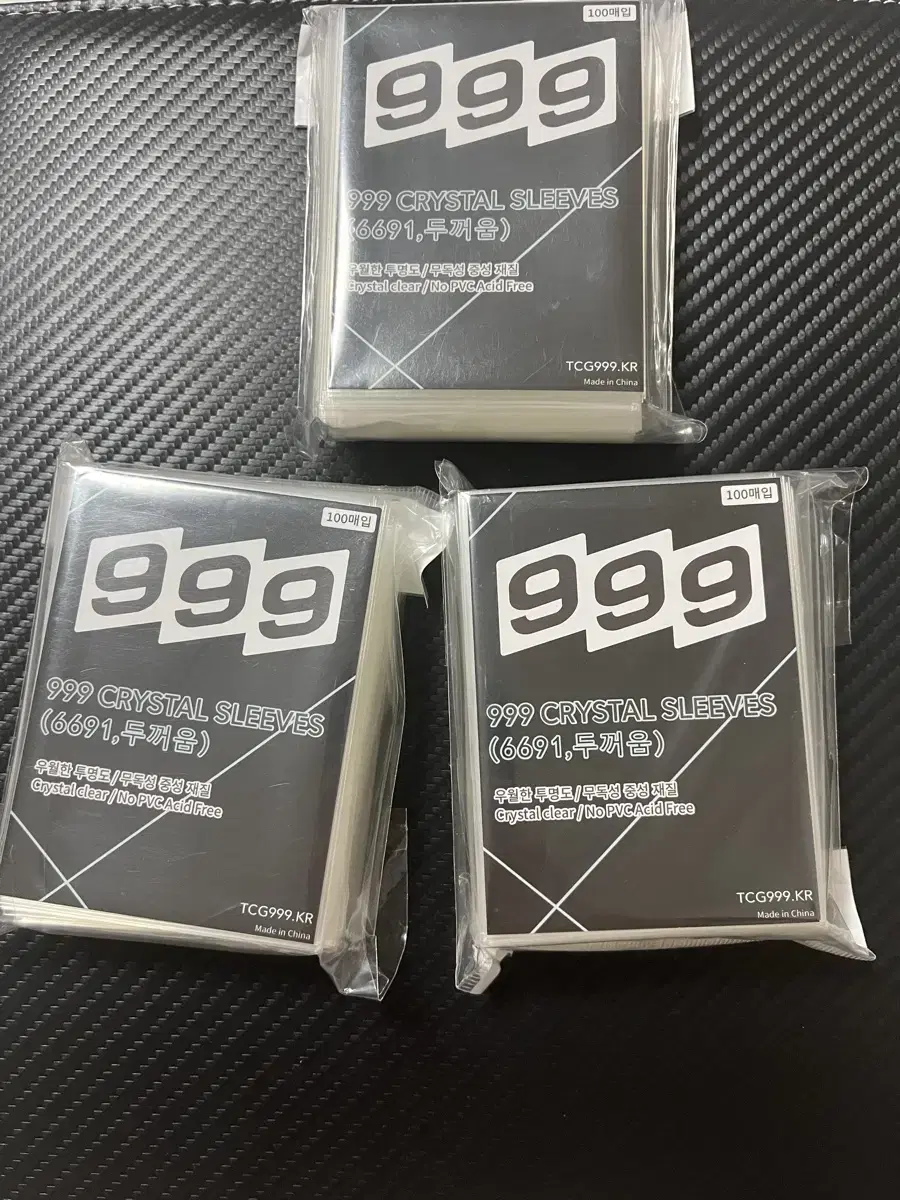 100매입
999
999 CRYSTAL SLEEVES
(6691,두꺼움)
우월한 투명도 / 무독성 중성 재질
Crystal clear / No PVC Acid Free
TCG999.KR
Made in China
100매입
999
999 CRYSTAL SLEEVES
(6691,두꺼움)
우월한 투명도 / 무독성 중성 재질
Crystal clear / No PVC Acid Free
TCG999.KR
Made in China
100매입
999
999 CRYSTAL SLEEVES
(6691,두꺼움)
우월한 투명도 / 무독성 중성 재질
Crystal clear / No PVC Acid Free
TCG999.KR
Made in China